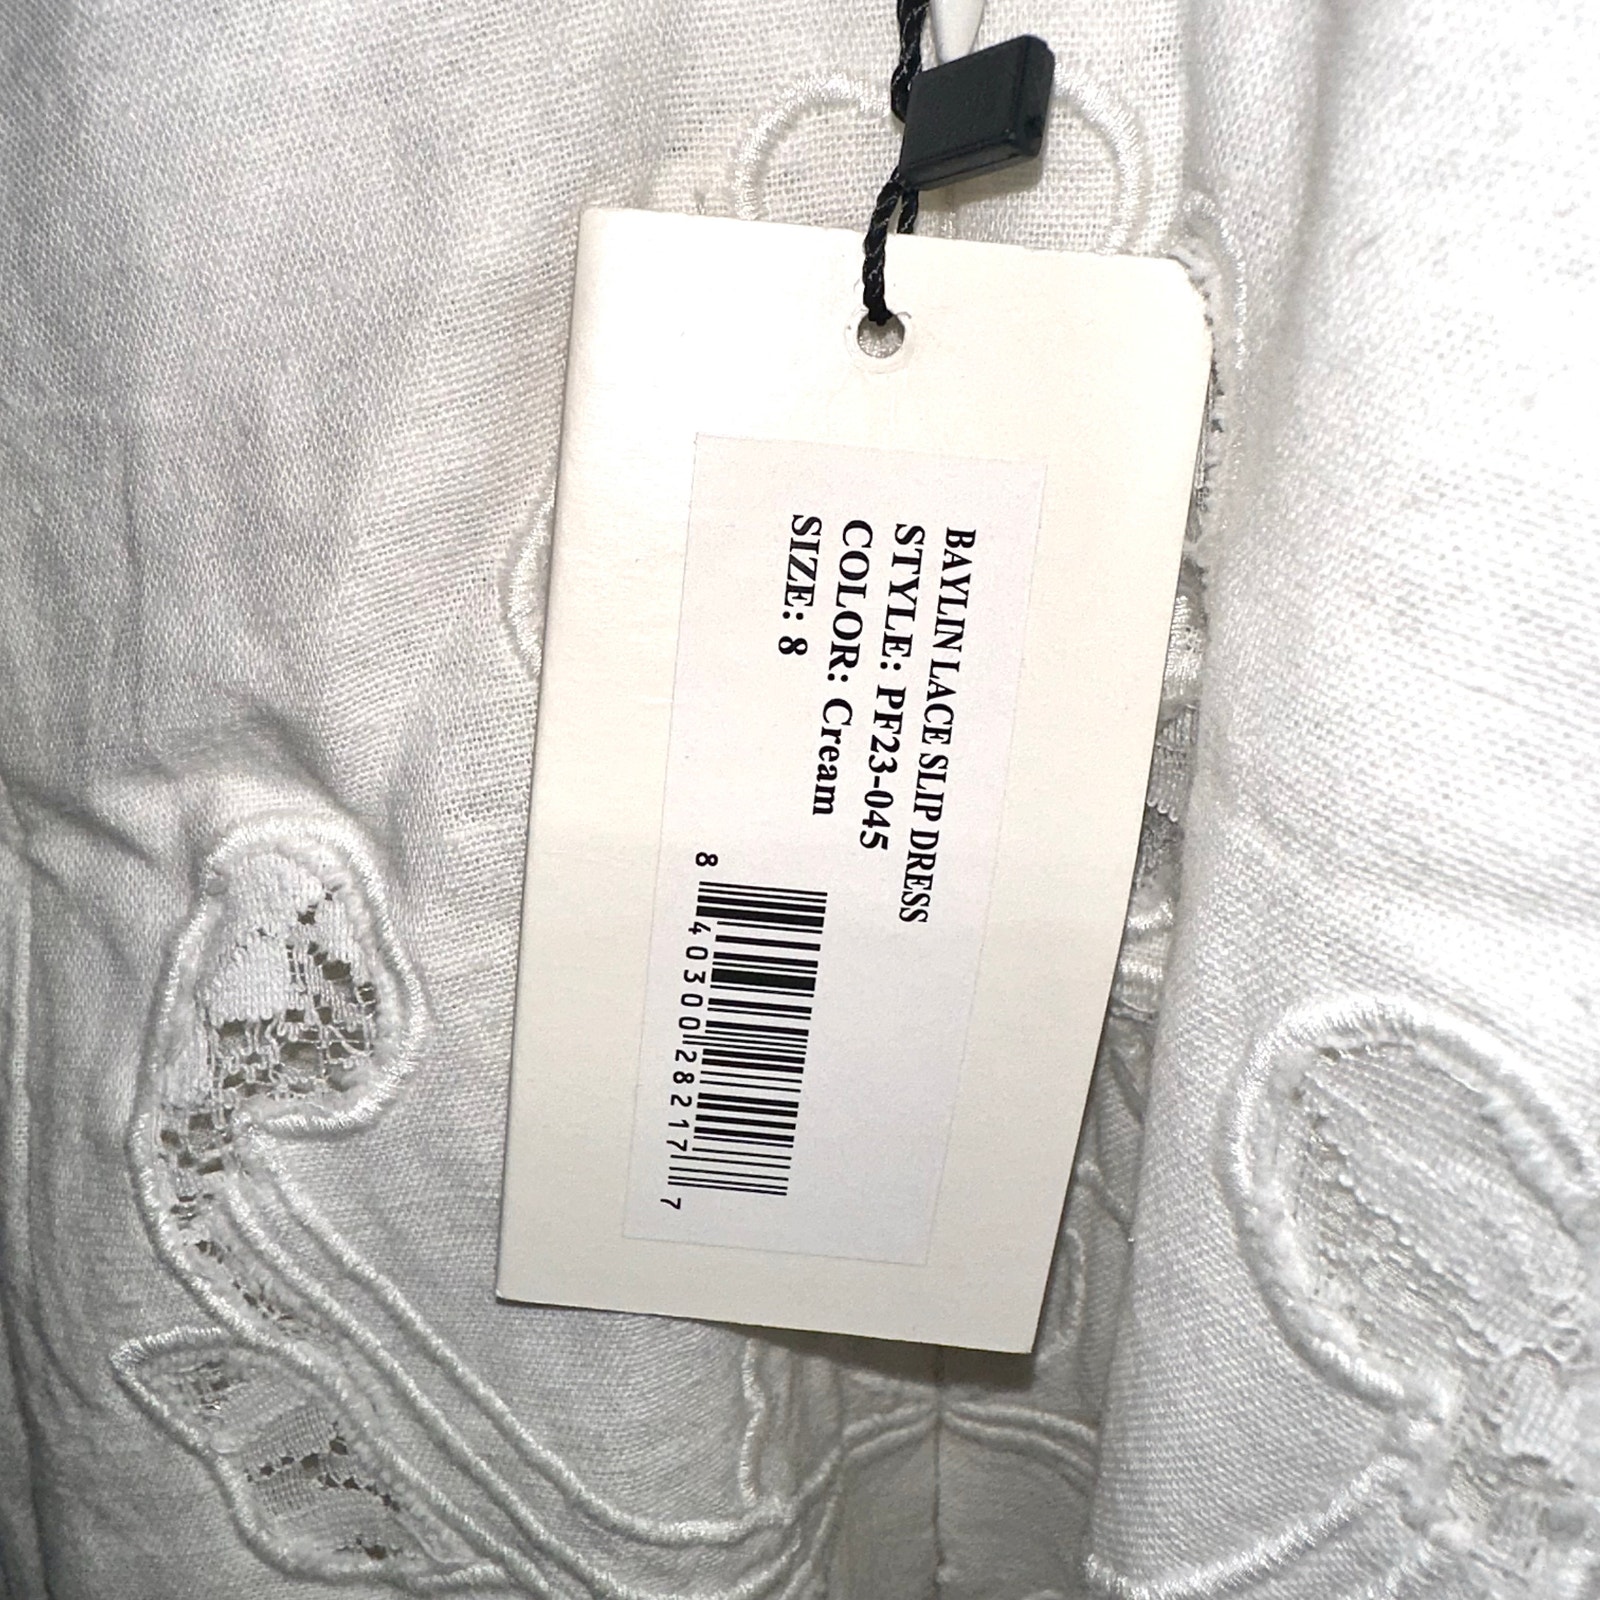 BAYLIN LACE SLIP DRESS
STYLE: PF23-045
COLOR: Cream
SIZE: 8
8 40300 28217 7